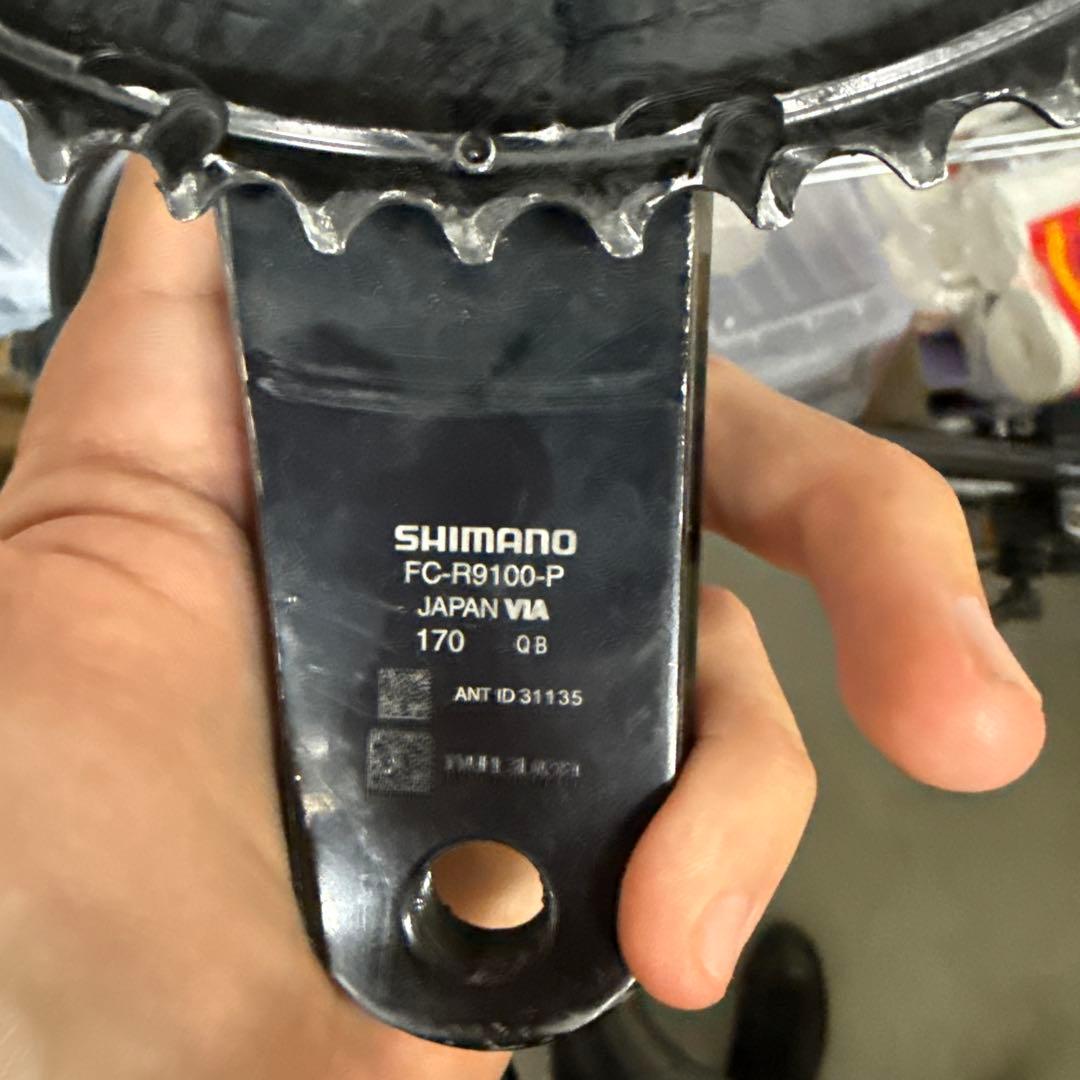 SHIMANO
FC-R9100-P
JAPAN VIA
170 QB
ANT ID 31135